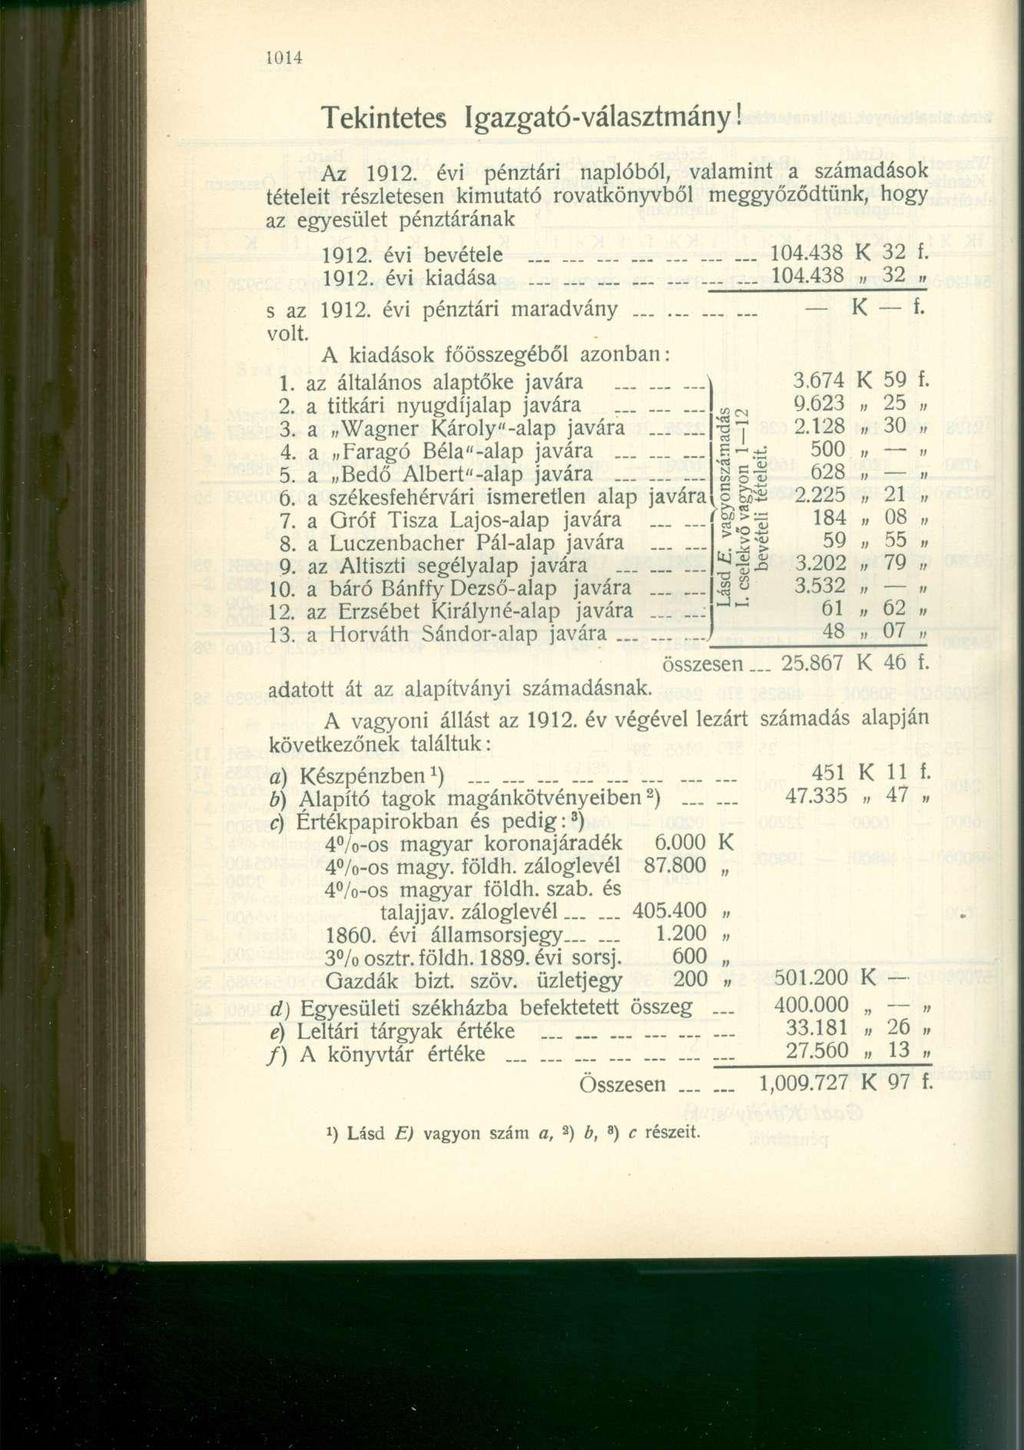 1014
Tekintetes Igazgató-választmány!
Az 1912. évi pénztári naplóból, valamint a számadások
tételeit részletesen kimutató rovatkönyvből meggyőződtünk, hogy
az egyesület pénztárának
1912. évi bevétele 104.438 K 32 f.
1912. évi kiadása 104.438 „ 32 „
s az 1912. évi pénztári maradvány — K — f.
volt.
A kiadások főösszegéből azonban:
1. az általános alaptőke javára 3.674 K 59 f.
2. a titkári nyugdíjalap javára 9.623 „ 25 „
3. a „Wagner Károly"-alap javára 2.128 „ 30 „
4. a „Faragó Béla"-alap javára 500 „ — „
5. a „Bedő Albert"-alap javára 628 „ — „
6. a székesfehérvári ismeretlen alap javára 2.225 „ 21 „
7. a Gróf Tisza Lajos-alap javára 184 „ 08 „
8. a Luczenbacher Pál-alap javára 59 „ 55 „
9. az Altiszti segélyalap javára 3.202 „ 79 „
10. a báró Bánffy Dezső-alap javára 3.532 „ — „
12. az Erzsébet Királyné-alap javára 61 „ 62 „
13. a Horváth Sándor-alap javára 48 „ 07 „
Lásd E. vagyonszámadás
I. cselekvő vagyon 1—12
bevételi tételeit.
összesen 25.867 K 46 f.
adatott át az alapítványi számadásnak.
A vagyoni állást az 1912. év végével lezárt számadás alapján
következőnek találtuk:
a) Készpénzben ¹) 451 K 11 f.
b) Alapító tagok magánkötvényeiben ²) 47.335 „ 47 „
c) Értékpapirokban és pedig: ³)
4%-os magyar koronajáradék 6.000 K
4%-os magy. földh. záloglevél 87.800 „
4%-os magyar földh. szab. és
talajjav. záloglevél 405.400 „
1860. évi államsorsjegy 1.200 „
3% osztr. földh. 1889. évi sorsj. 600 „
Gazdák bizt. szöv. üzletjegy 200 „ 501.200 K —
d) Egyesületi székházba befektetett összeg 400.000 „ — „
e) Leltári tárgyak értéke 33.181 „ 26 „
f) A könyvtár értéke 27.560 „ 13 „
Összesen 1,009.727 K 97 f.
¹) Lásd E) vagyon szám a, ²) b, ³) c részeit.